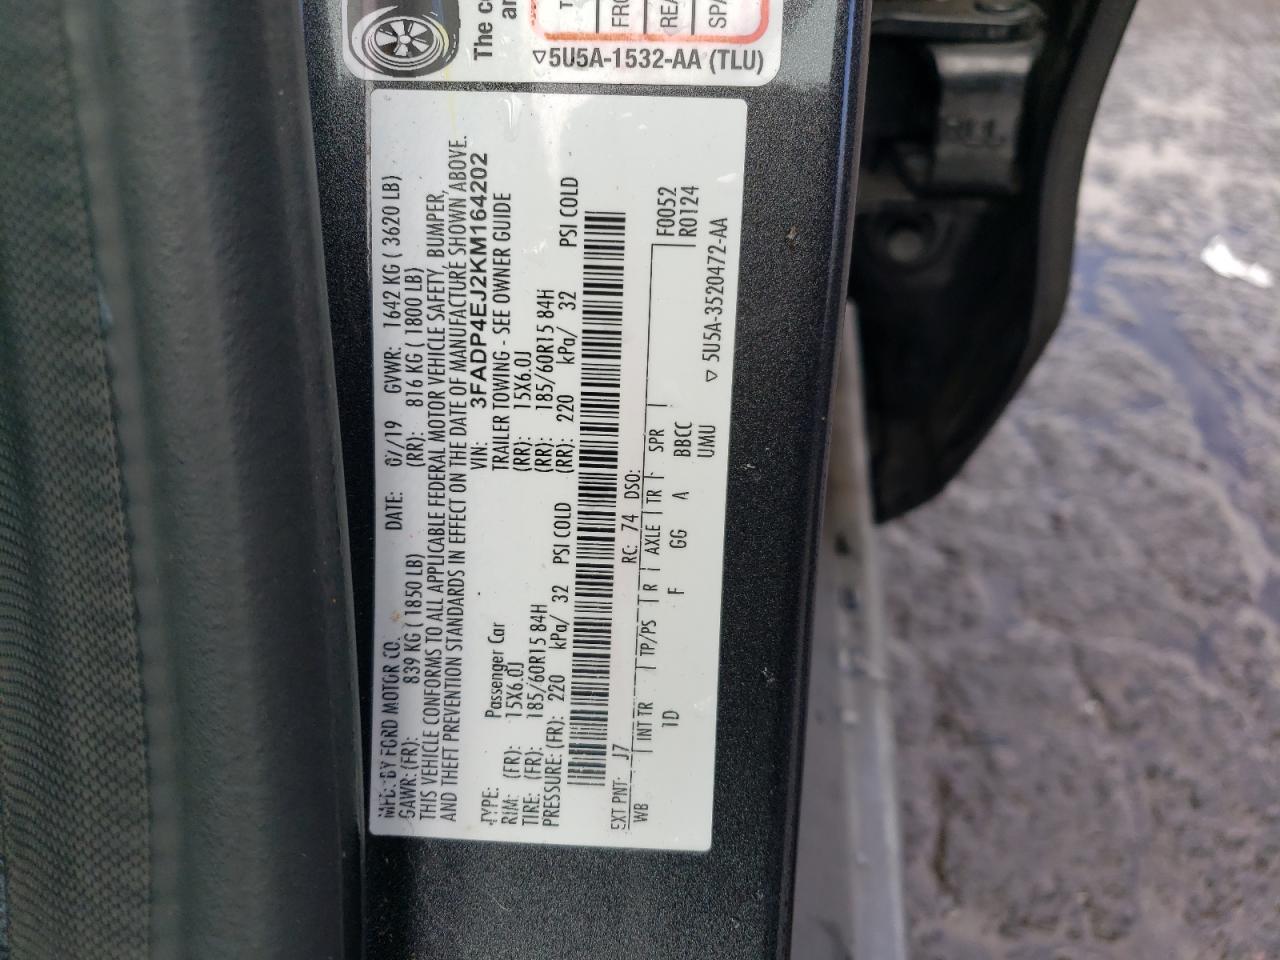 The co
an
T
FRO
REA
SPA
▽5U5A-1532-AA (TLU)
MFD. BY FORD MOTOR CO. DATE: 0/19 GVWR: 1642 KG ( 3620 LB)
GAWR: (FR): 839 KG ( 1850 LB) (RR): 816 KG ( 1800 LB)
THIS VEHICLE CONFORMS TO ALL APPLICABLE FEDERAL MOTOR VEHICLE SAFETY, BUMPER,
AND THEFT PREVENTION STANDARDS IN EFFECT ON THE DATE OF MANUFACTURE SHOWN ABOVE.
VIN: 3FADP4EJ2KM164202
TYPE: Passenger Car TRAILER TOWING - SEE OWNER GUIDE
RIM: (FR): 15X6.0J (RR): 15X6.0J
TIRE: (FR): 185/60R15 84H (RR): 185/60R15 84H
PRESSURE: (FR): 220 kPa/ 32 PSI COLD (RR): 220 kPa/ 32 PSI COLD
EXT PNT: J7 RC: 74 DSO:
WB INT TR TP/PS R AXLE TR SPR F0052
1D F GG A BBCC R0124
UMU ▽ 5U5A-3520472-AA